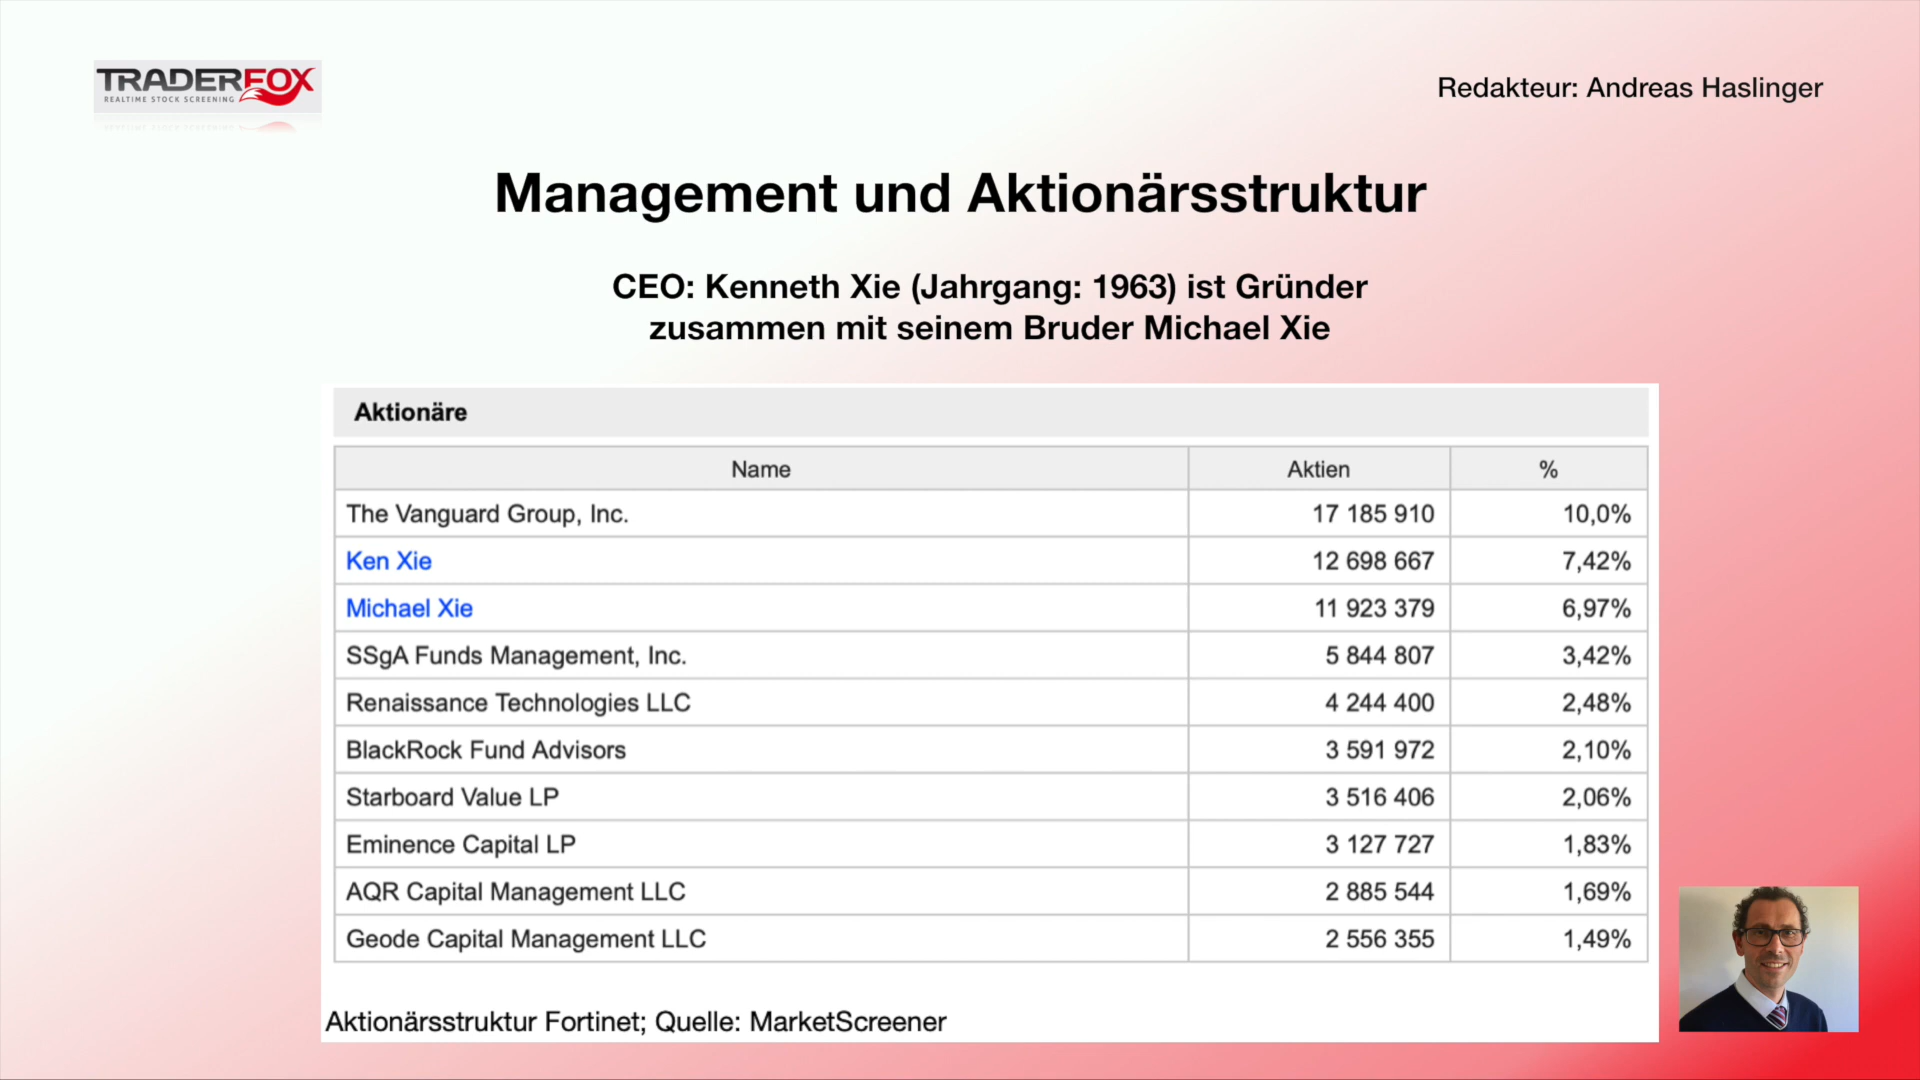 TRADERFOX
REALTIME STOCK SCREENING
Redakteur: Andreas Haslinger
Management und Aktionärsstruktur
CEO: Kenneth Xie (Jahrgang: 1963) ist Gründer
zusammen mit seinem Bruder Michael Xie
Aktionäre
Name Aktien %
The Vanguard Group, Inc. 17 185 910 10,0%
Ken Xie 12 698 667 7,42%
Michael Xie 11 923 379 6,97%
SSgA Funds Management, Inc. 5 844 807 3,42%
Renaissance Technologies LLC 4 244 400 2,48%
BlackRock Fund Advisors 3 591 972 2,10%
Starboard Value LP 3 516 406 2,06%
Eminence Capital LP 3 127 727 1,83%
AQR Capital Management LLC 2 885 544 1,69%
Geode Capital Management LLC 2 556 355 1,49%
Aktionärsstruktur Fortinet; Quelle: MarketScreener